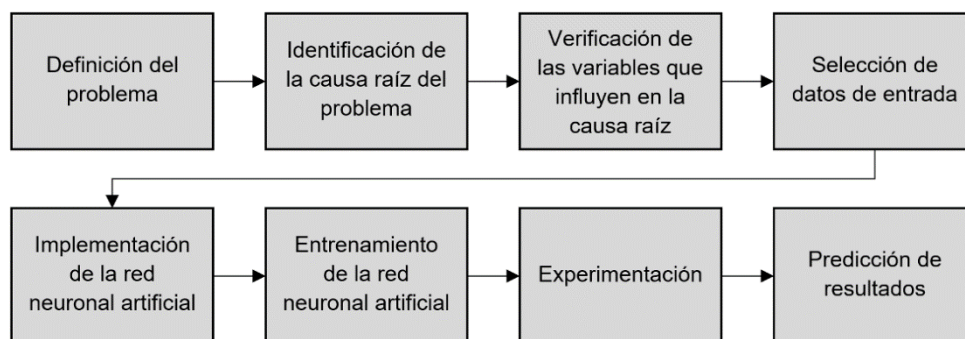 Definición del
problema
Identificación de
la causa raíz del
problema
Verificación de
las variables que
influyen en la
causa raíz
Selección de
datos de entrada
Implementación
de la red
neuronal artificial
Entrenamiento
de la red
neuronal artificial
Experimentación
Predicción de
resultados